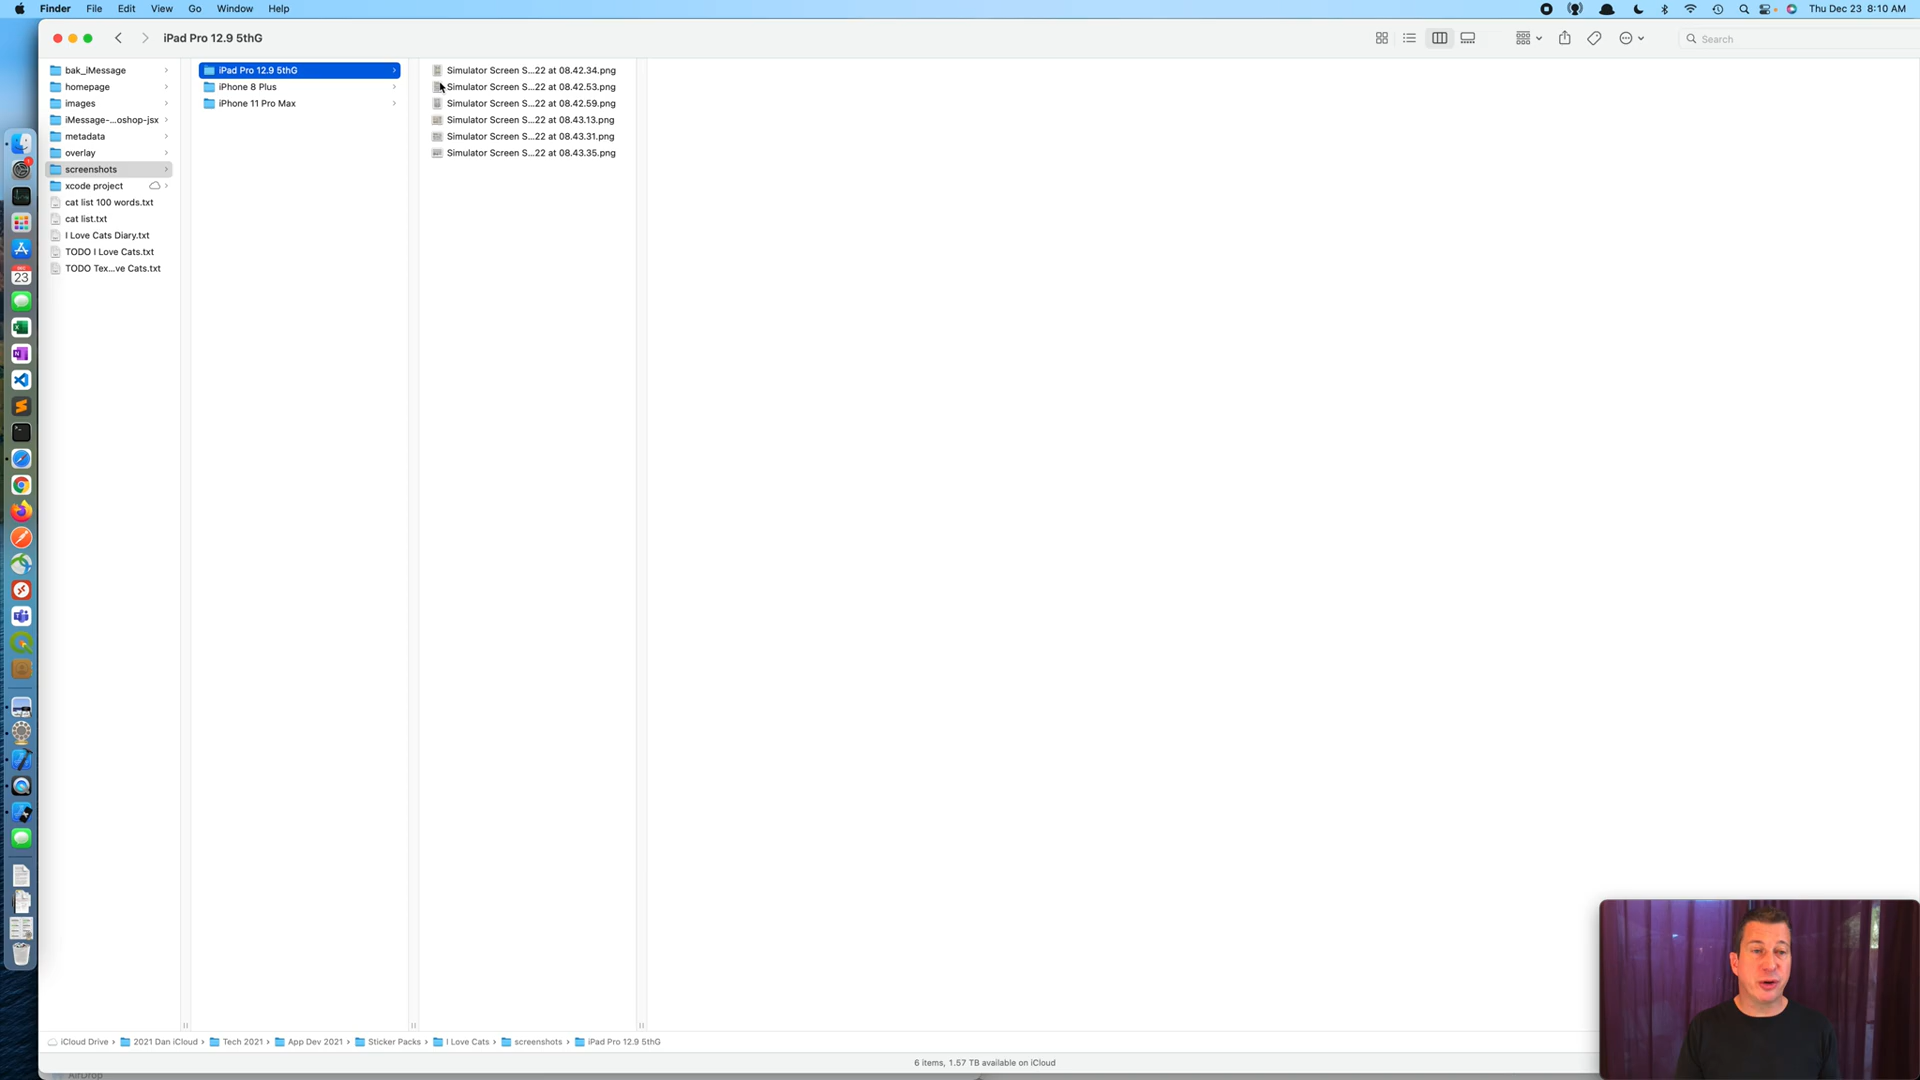 Finder File Edit View Go Window Help Thu Dec 23 8:10 AM
iPad Pro 12.9 5thG Search
bak_iMessage
homepage
images
iMessage-...oshop-jsx
metadata
overlay
screenshots
xcode project
cat list 100 words.txt
cat list.txt
I Love Cats Diary.txt
TODO I Love Cats.txt
TODO Tex...ve Cats.txt
iPad Pro 12.9 5thG
iPhone 8 Plus
iPhone 11 Pro Max
Simulator Screen S...22 at 08.42.34.png
Simulator Screen S...22 at 08.42.53.png
Simulator Screen S...22 at 08.42.59.png
Simulator Screen S...22 at 08.43.13.png
Simulator Screen S...22 at 08.43.31.png
Simulator Screen S...22 at 08.43.35.png
DEC
23
iCloud Drive › 2021 Dan iCloud › Tech 2021 › App Dev 2021 › Sticker Packs › I Love Cats › screenshots › iPad Pro 12.9 5thG
6 items, 1.57 TB available on iCloud
AirDrop